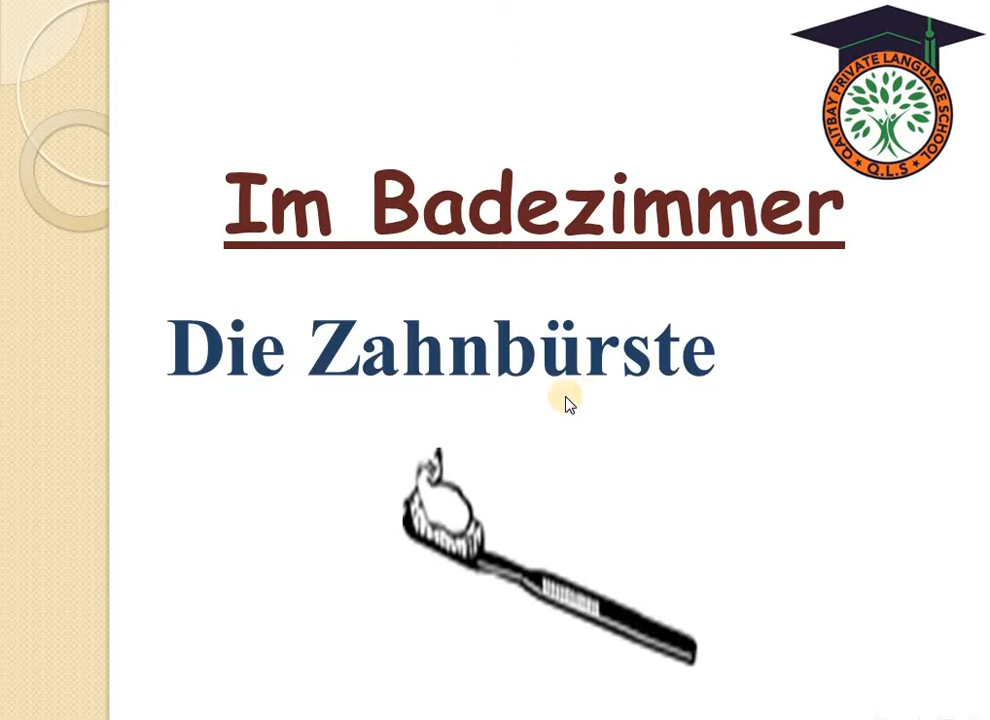 QAITBAY PRIVATE LANGUAGE SCHOOL
Q.L.S
Im Badezimmer
Die Zahnbürste